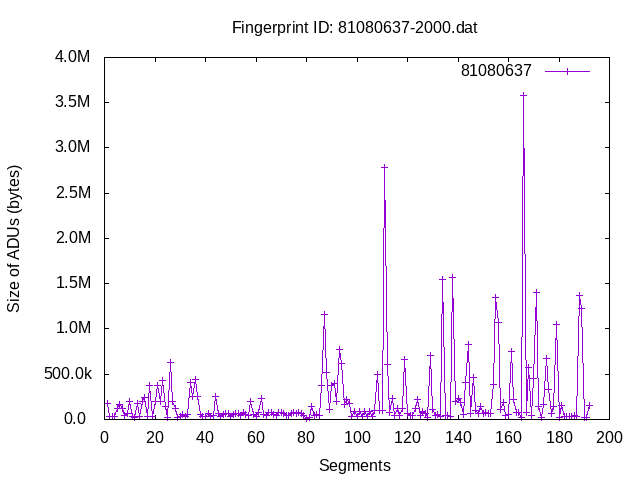 Fingerprint ID: 81080637-2000.dat
4.0M
81080637
3.5M
3.0M
2.5M
2.0M
1.5M
1.0M
500.0k
0.0
Size of ADUs (bytes)
0 20 40 60 80 100 120 140 160 180 200
Segments